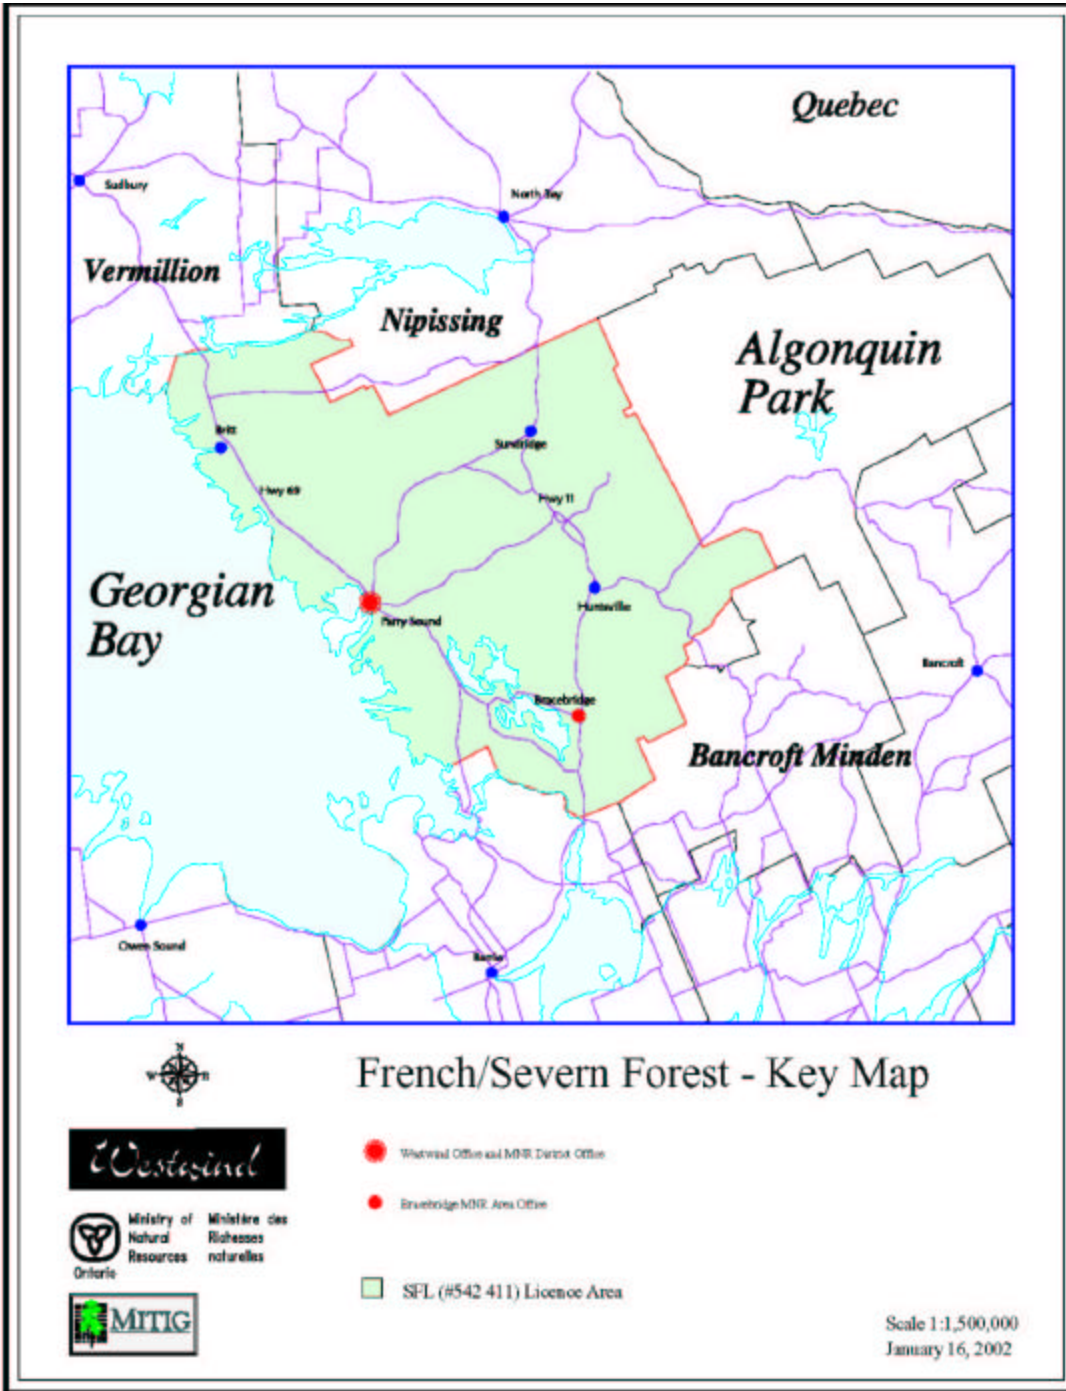 Quebec
Sudbury
North Bay
Vermillion
Nipissing
Algonquin
Park
Britt
Sundridge
Hwy 69
Hwy 11
Georgian
Bay
Huntsville
Parry Sound
Bancroft
Bracebridge
Bancroft Minden
Owen Sound
Barrie
N
W E
S
French/Severn Forest - Key Map
Westwind
Westwind Office and MNR District Office
Bracebridge MNR Area Office
Ministry of Ministère des
Natural Richesses
Resources naturelles
Ontario
SFL (#542 411) Licence Area
MITIG
Scale 1:1,500,000
January 16, 2002